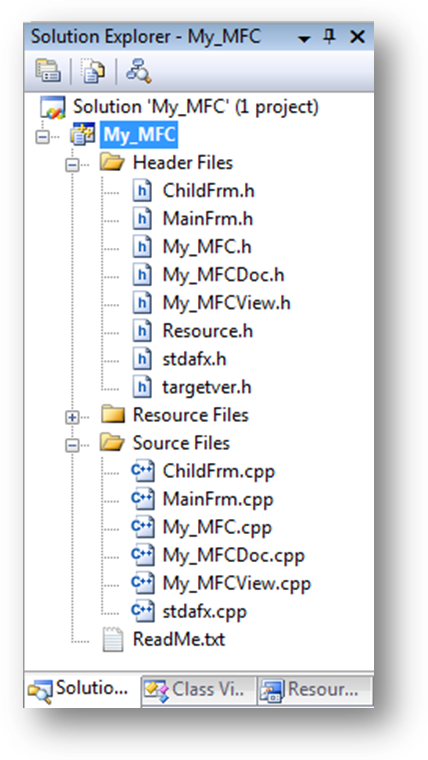 Solution Explorer - My_MFC
Solution 'My_MFC' (1 project)
My_MFC
Header Files
h ChildFrm.h
h MainFrm.h
h My_MFC.h
h My_MFCDoc.h
h My_MFCView.h
h Resource.h
h stdafx.h
h targetver.h
Resource Files
Source Files
C++ ChildFrm.cpp
C++ MainFrm.cpp
C++ My_MFC.cpp
C++ My_MFCDoc.cpp
C++ My_MFCView.cpp
C++ stdafx.cpp
ReadMe.txt
Solutio... Class Vi... Resour...